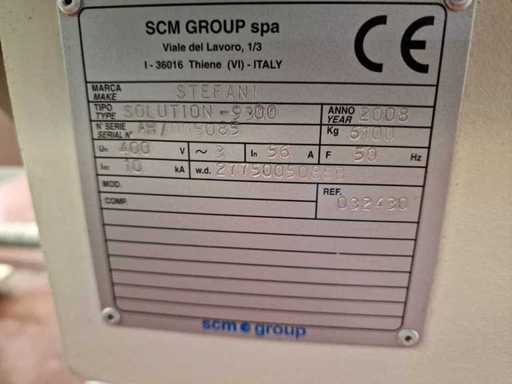 SCM GROUP spa
Viale del Lavoro, 1/3
I - 36016 Thiene (VI) - ITALY
CE
MARCA MAKE STEFANI
TIPO TYPE SOLUTION ANNO YEAR 2008
N° SERIE SERIAL N° Kg
Un 400 V ~ 3 In 56 A F 50 Hz
Icc 10 kA w.d.
MOD. REF. 032430
COMP.
scm group